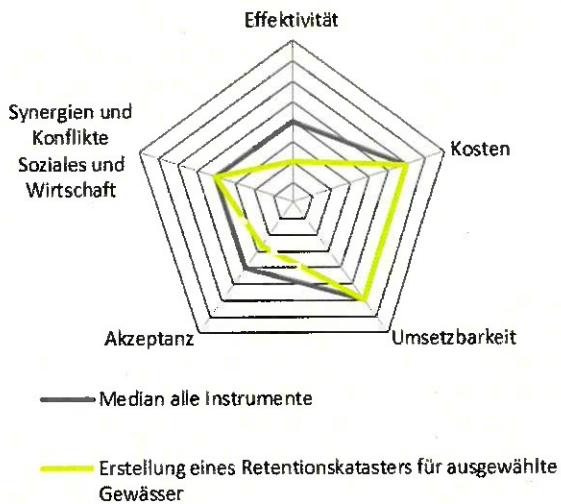 Effektivität
Synergien und
Konflikte
Soziales und
Wirtschaft
Kosten
Akzeptanz
Umsetzbarkeit
Median alle Instrumente
Erstellung eines Retentionskatasters für ausgewählte
Gewässer